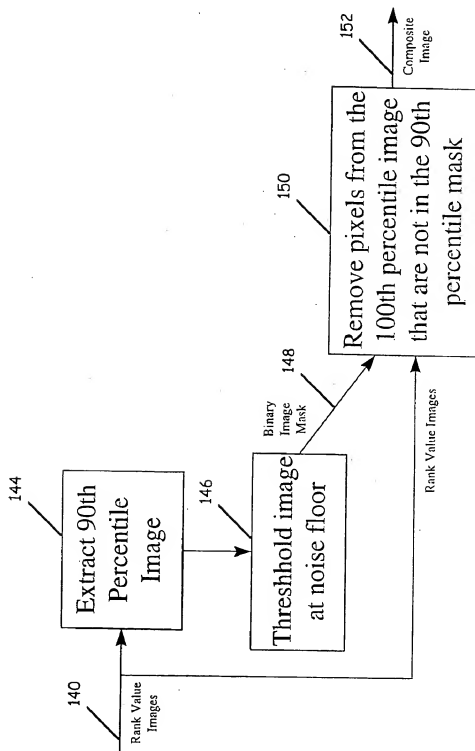 140
Rank Value
Images
144
Extract 90th
Percentile
Image
146
Threshhold image
at noise floor
Binary
Image
Mask
148
Rank Value Images
150
Remove pixels from the
100th percentile image
that are not in the 90th
percentile mask
152
Composite
Image